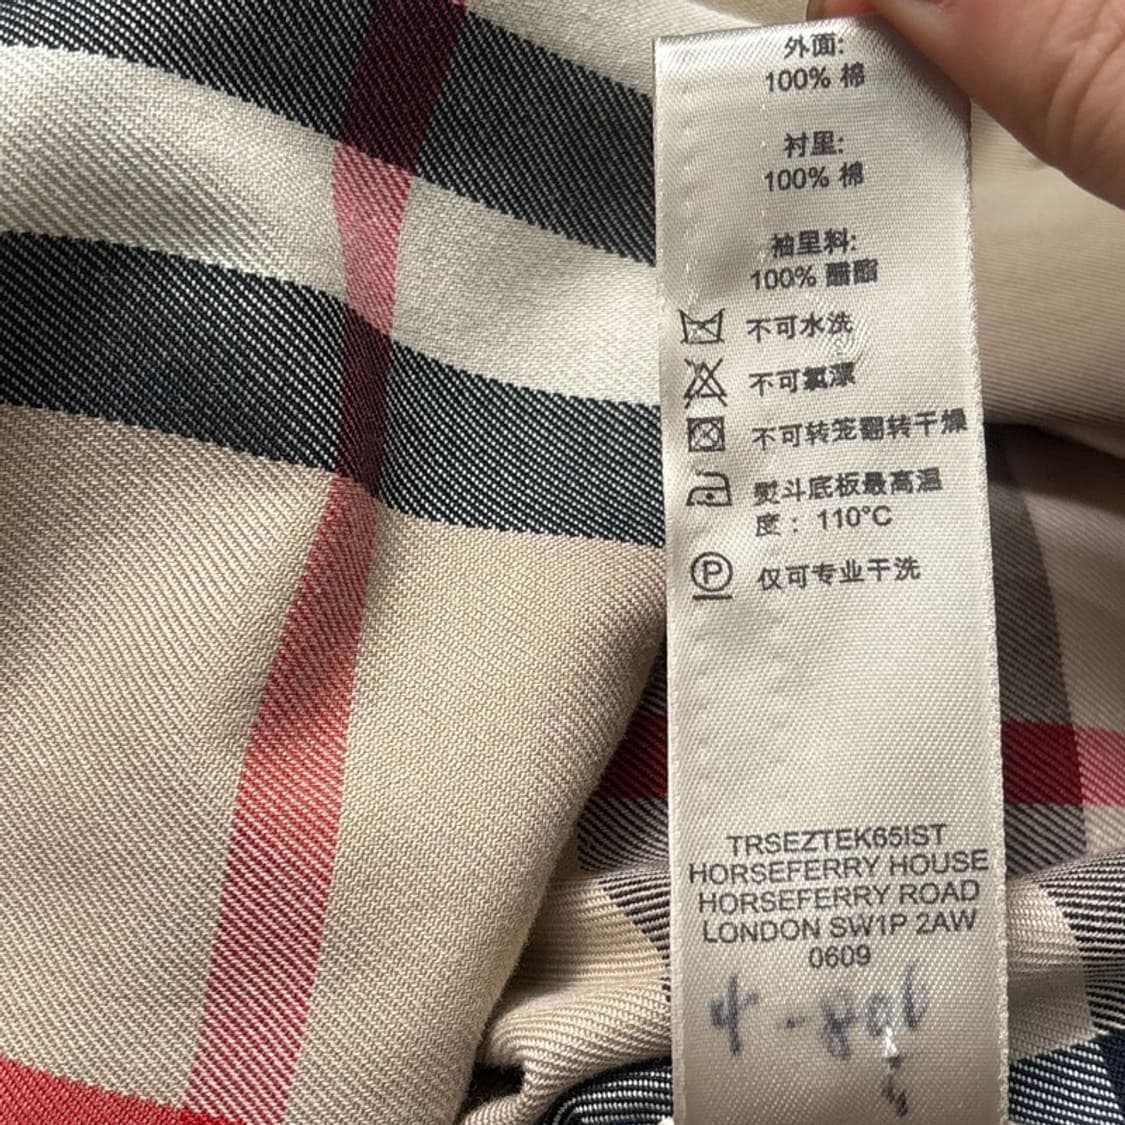 外面:
100% 棉
衬里:
100% 棉
袖里料:
100% 醋酯
不可水洗
不可氯漂
不可转笼翻转干燥
熨斗底板最高温
度： 110°C
P 仅可专业干洗
TRSEZTEK65IST
HORSEFERRY HOUSE
HORSEFERRY ROAD
LONDON SW1P 2AW
0609